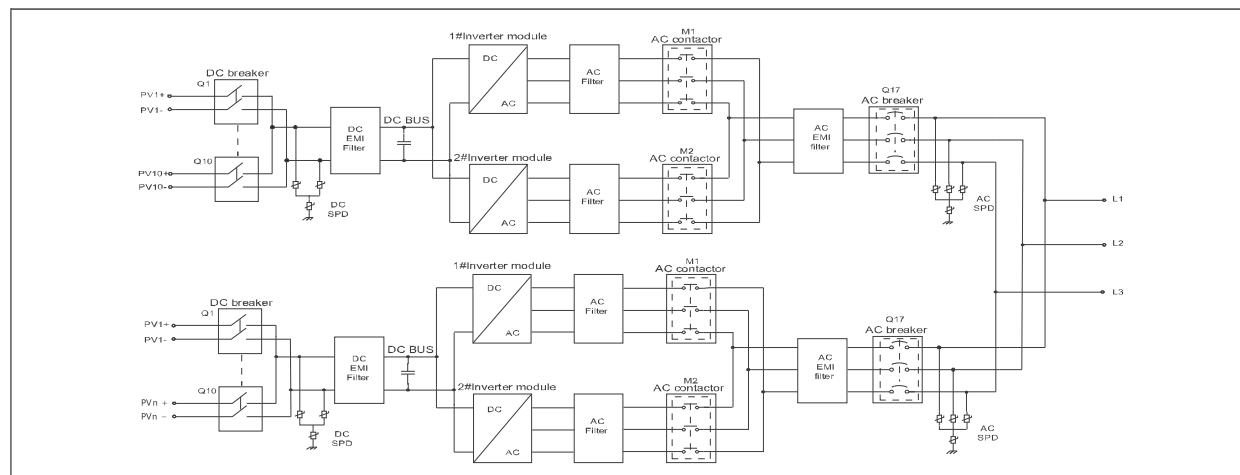 M1
1#Inverter module
AC contactor
DC breaker
Q1
DC
AC
AC
Filter
Q17
AC breaker
PV1+
PV1-
DC
EMI
Filter
DC BUS
AC
EMI
filter
Q10
2#Inverter module
M2
AC contactor
PV10+
PV10-
DC
AC
AC
Filter
DC
SPD
AC
SPD
L1
L2
L3
1#Inverter module
M1
AC contactor
DC breaker
Q1
DC
AC
AC
Filter
Q17
AC breaker
PV1+
PV1-
DC
EMI
Filter
DC BUS
AC
EMI
filter
Q10
2#Inverter module
M2
AC contactor
PVn +
PVn -
DC
AC
AC
Filter
DC
SPD
AC
SPD